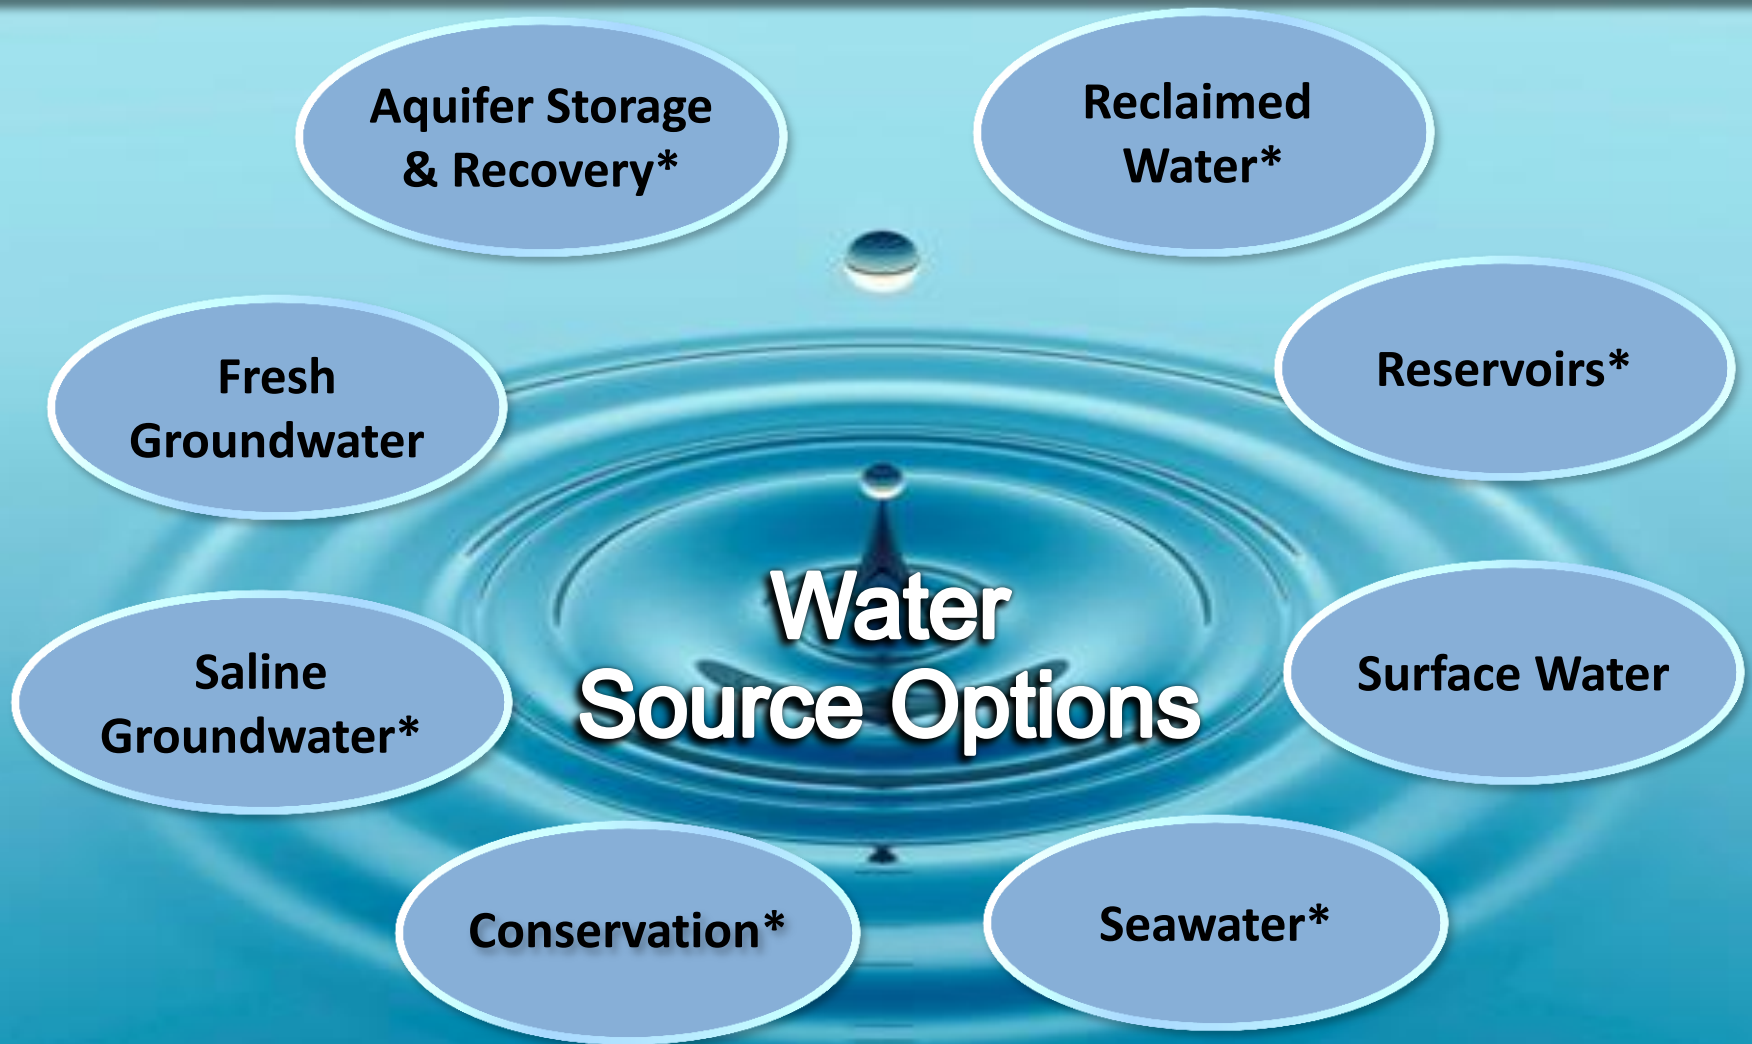 Aquifer Storage
& Recovery*
Reclaimed
Water*
Fresh
Groundwater
Reservoirs*
Water
Source Options
Saline
Groundwater*
Surface Water
Conservation*
Seawater*